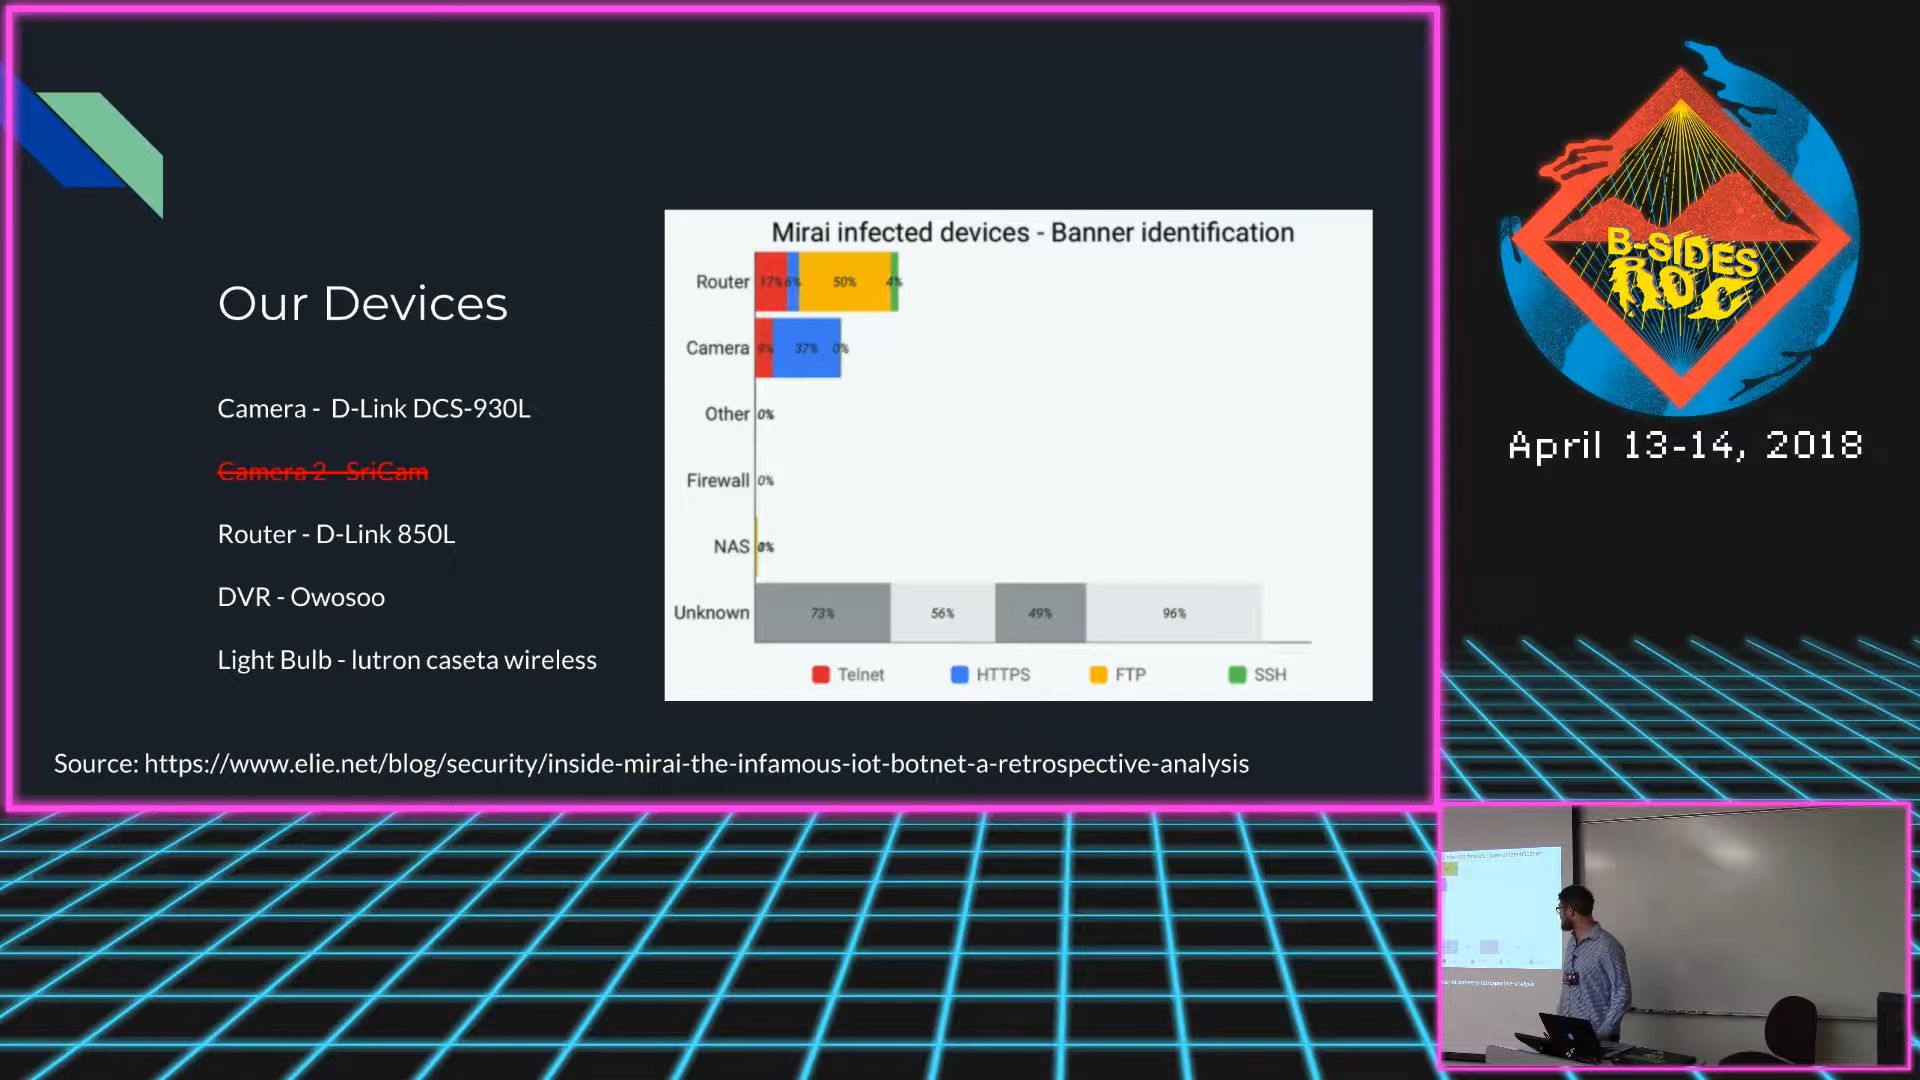 Our Devices
Camera - D-Link DCS-930L
Camera 2 - SriCam
Router - D-Link 850L
DVR - Owosoo
Light Bulb - lutron caseta wireless
Mirai infected devices - Banner identification
Router 17% 6% 50% 4%
Camera 9% 37% 0%
Other 0%
Firewall 0%
NAS 0%
Unknown 73% 56% 49% 96%
Telnet HTTPS FTP SSH
Source: https://www.elie.net/blog/security/inside-mirai-the-infamous-iot-botnet-a-retrospective-analysis
B-SIDES
ROC
April 13-14, 2018